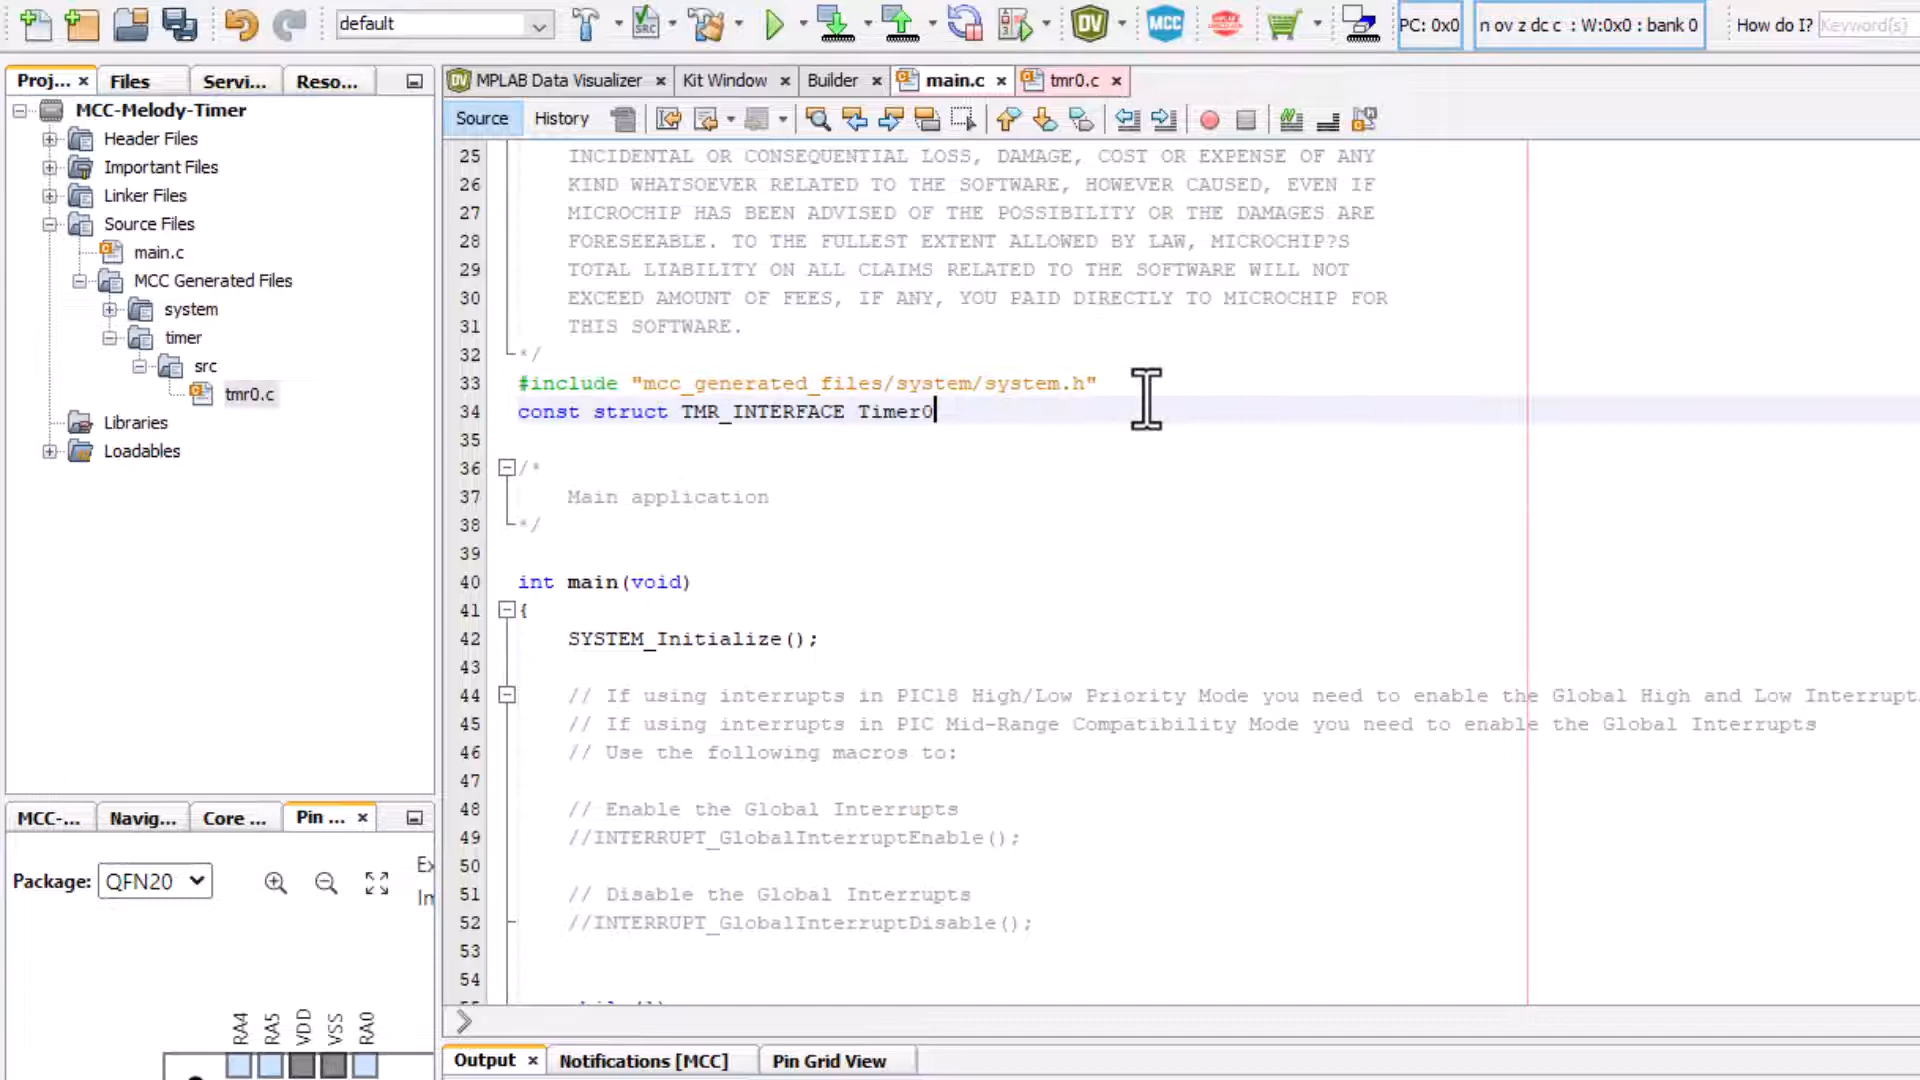 default
PC: 0x0
n ov z dc c : W:0x0 : bank 0
How do I?
Keyword(s)
Proj...
Files
Servi...
Reso...
MPLAB Data Visualizer
Kit Window
Builder
main.c
tmr0.c
MCC-Melody-Timer
Header Files
Important Files
Linker Files
Source Files
main.c
MCC Generated Files
system
timer
src
tmr0.c
Libraries
Loadables
Source
History
25 INCIDENTAL OR CONSEQUENTIAL LOSS, DAMAGE, COST OR EXPENSE OF ANY
26 KIND WHATSOEVER RELATED TO THE SOFTWARE, HOWEVER CAUSED, EVEN IF
27 MICROCHIP HAS BEEN ADVISED OF THE POSSIBILITY OR THE DAMAGES ARE
28 FORESEEABLE. TO THE FULLEST EXTENT ALLOWED BY LAW, MICROCHIP?S
29 TOTAL LIABILITY ON ALL CLAIMS RELATED TO THE SOFTWARE WILL NOT
30 EXCEED AMOUNT OF FEES, IF ANY, YOU PAID DIRECTLY TO MICROCHIP FOR
31 THIS SOFTWARE.
32 */
33 #include "mcc_generated_files/system/system.h"
34 const struct TMR_INTERFACE Timer0
35
36 /*
37 Main application
38 */
39
40 int main(void)
41 {
42 SYSTEM_Initialize();
43
44 // If using interrupts in PIC18 High/Low Priority Mode you need to enable the Global High and Low Interrupt
45 // If using interrupts in PIC Mid-Range Compatibility Mode you need to enable the Global Interrupts
46 // Use the following macros to:
47
48 // Enable the Global Interrupts
49 //INTERRUPT_GlobalInterruptEnable();
50
51 // Disable the Global Interrupts
52 //INTERRUPT_GlobalInterruptDisable();
53
54
MCC-...
Navig...
Core ...
Pin ...
Package: QFN20
Ex
RA4
RA5
VDD
VSS
RA0
Output
Notifications [MCC]
Pin Grid View